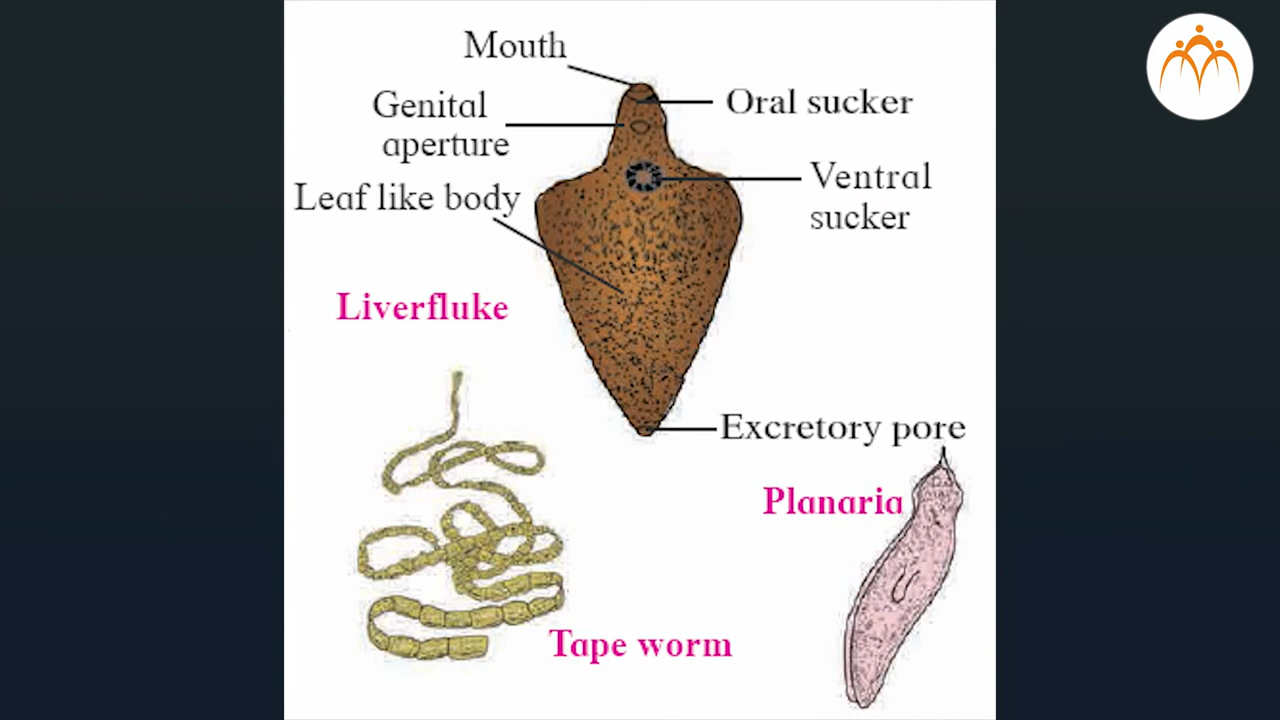 Mouth
Genital
aperture
Oral sucker
Leaf like body
Ventral
sucker
Liverfluke
Excretory pore
Planaria
Tape worm